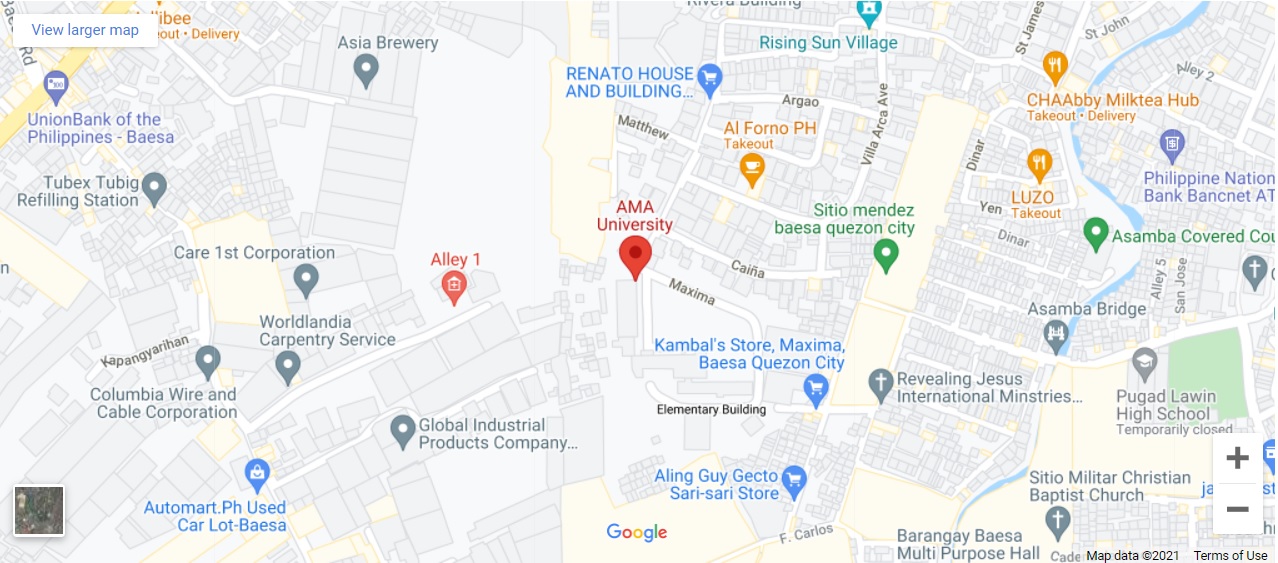 View larger map
llibee
eout • Delivery
Rd
Asia Brewery
Rivera Building
Rising Sun Village
St James
St John
Alley 2
RENATO HOUSE
AND BUILDING...
UnionBank of the
Philippines - Baesa
Argao
Matthew
Al Forno PH
Takeout
Villa Arca Ave
CHAAbby Milktea Hub
Takeout • Delivery
Dinar
Philippine Nation
Bank Bancnet AT
Tubex Tubig
Refilling Station
LUZO
Takeout
Yen
Dinar
AMA
University
Sitio mendez
baesa quezon city
Asamba Covered Cou
Care 1st Corporation
Alley 1
Caiña
Maxima
Alley 5
San Jose
n
Asamba Bridge
Worldlandia
Carpentry Service
Kapangyarihan
Kambal's Store, Maxima,
Baesa Quezon City
Columbia Wire and
Cable Corporation
Revealing Jesus
International Minstries...
Pugad Lawin
High School
Temporarily closed
Elementary Building
Global Industrial
Products Company...
Aling Guy Gecto
Sari-sari Store
Sitio Militar Christian
Baptist Church
ja
st
Automart.Ph Used
Car Lot-Baesa
Google
F. Carlos
Barangay Baesa
Multi Purpose Hall
Cade
Map data ©2021
Terms of Use